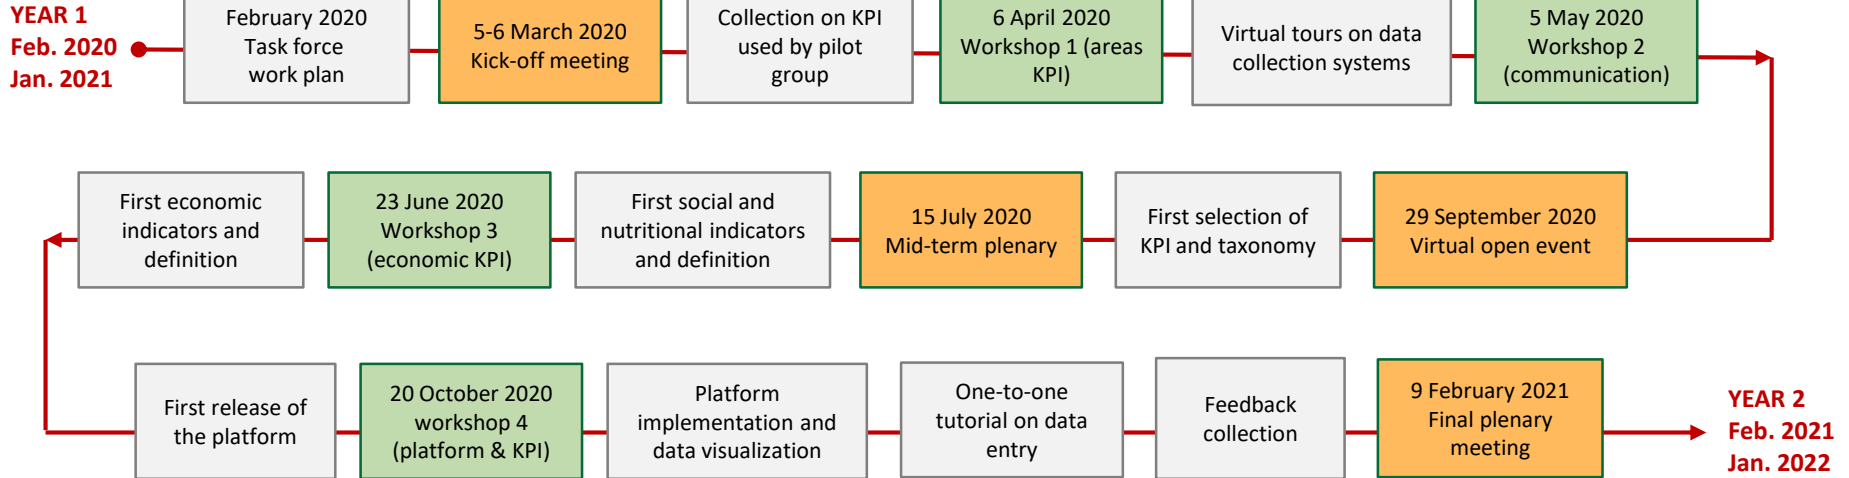 YEAR 1
Feb. 2020
Jan. 2021
February 2020
Task force
work plan
5-6 March 2020
Kick-off meeting
Collection on KPI
used by pilot
group
6 April 2020
Workshop 1 (areas
KPI)
Virtual tours on data
collection systems
5 May 2020
Workshop 2
(communication)
First economic
indicators and
definition
23 June 2020
Workshop 3
(economic KPI)
First social and
nutritional indicators
and definition
15 July 2020
Mid-term plenary
First selection of
KPI and taxonomy
29 September 2020
Virtual open event
First release of
the platform
20 October 2020
workshop 4
(platform & KPI)
Platform
implementation and
data visualization
One-to-one
tutorial on data
entry
Feedback
collection
9 February 2021
Final plenary
meeting
YEAR 2
Feb. 2021
Jan. 2022